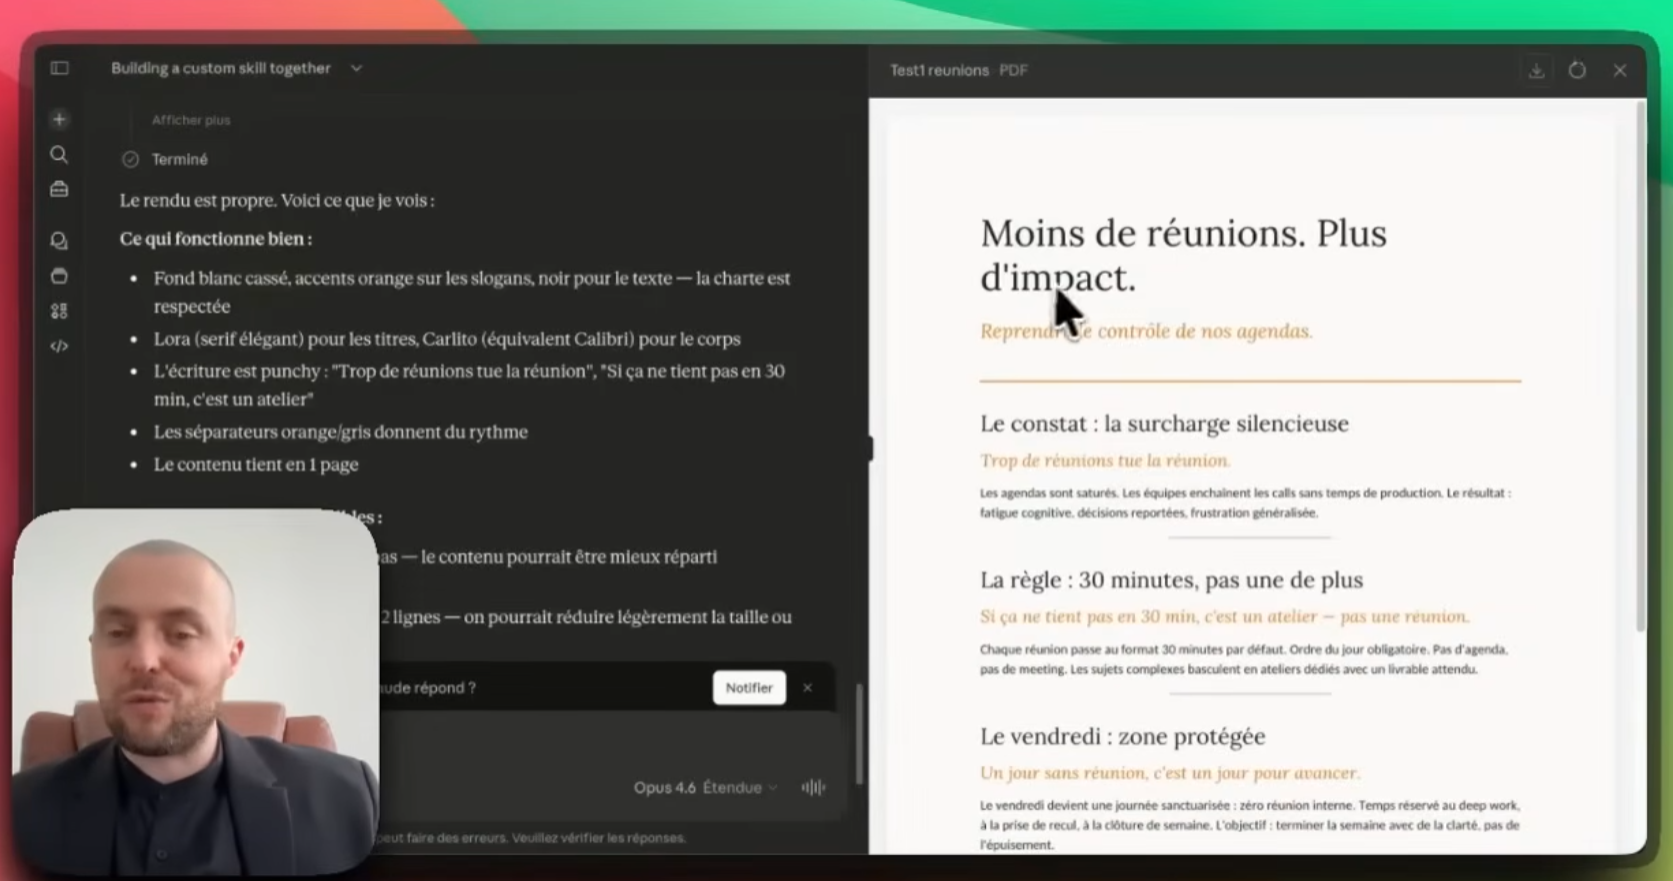 Building a custom skill together
Afficher plus
Terminé
Le rendu est propre. Voici ce que je vois :
Ce qui fonctionne bien :
Fond blanc cassé, accents orange sur les slogans, noir pour le texte — la charte est
respectée
Lora (serif élégant) pour les titres, Carlito (équivalent Calibri) pour le corps
L'écriture est punchy : "Trop de réunions tue la réunion", "Si ça ne tient pas en 30
min, c'est un atelier"
Les séparateurs orange/gris donnent du rythme
Le contenu tient en 1 page
— le contenu pourrait être mieux réparti
2 lignes — on pourrait réduire légèrement la taille ou
répond ?
Notifier
Opus 4.6 Étendue
peut faire des erreurs. Veuillez vérifier les réponses.
Test1 reunions · PDF
Moins de réunions. Plus
d'impact.
Reprendre le contrôle de nos agendas.
Le constat : la surcharge silencieuse
Trop de réunions tue la réunion.
Les agendas sont saturés. Les équipes enchaînent les calls sans temps de production. Le résultat :
fatigue cognitive, décisions reportées, frustration généralisée.
La règle : 30 minutes, pas une de plus
Si ça ne tient pas en 30 min, c'est un atelier — pas une réunion.
Chaque réunion passe au format 30 minutes par défaut. Ordre du jour obligatoire. Pas d'agenda,
pas de meeting. Les sujets complexes basculent en ateliers dédiés avec un livrable attendu.
Le vendredi : zone protégée
Un jour sans réunion, c'est un jour pour avancer.
Le vendredi devient une journée sanctuarisée : zéro réunion interne. Temps réservé au deep work,
à la prise de recul, à la clôture de semaine. L'objectif : terminer la semaine avec de la clarté, pas de
l'épuisement.